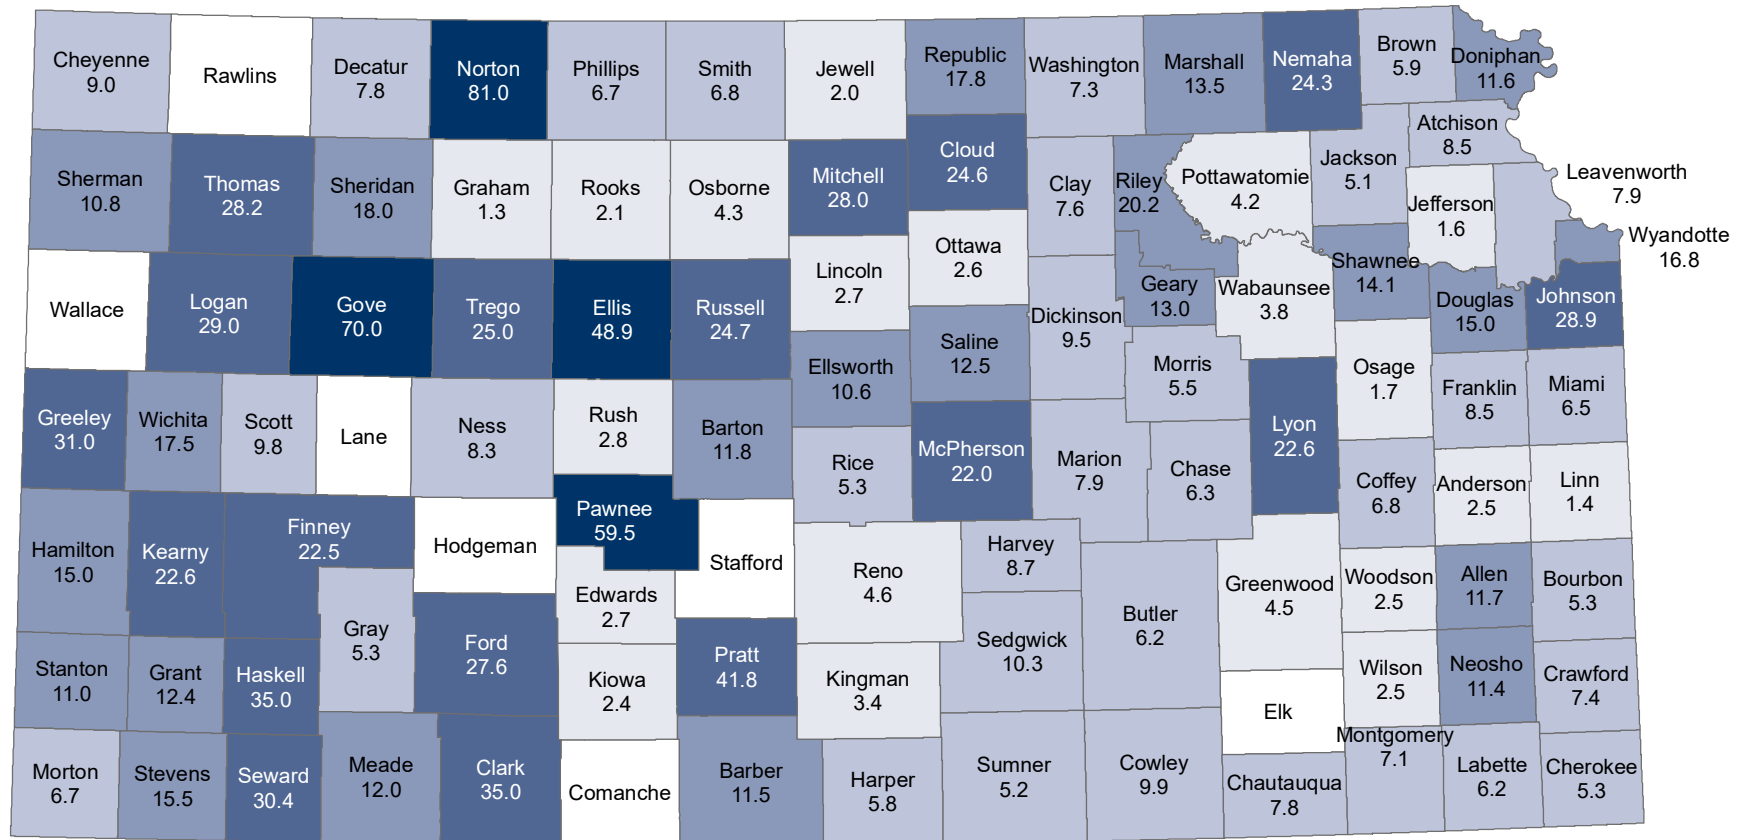 Cheyenne
9.0
Rawlins
Decatur
7.8
Norton
81.0
Phillips
6.7
Smith
6.8
Jewell
2.0
Republic
17.8
Washington
7.3
Marshall
13.5
Nemaha
24.3
Brown
5.9
Doniphan
11.6
Sherman
10.8
Thomas
28.2
Sheridan
18.0
Graham
1.3
Rooks
2.1
Osborne
4.3
Mitchell
28.0
Cloud
24.6
Clay
7.6
Riley
20.2
Pottawatomie
4.2
Jackson
5.1
Atchison
8.5
Jefferson
1.6
Leavenworth
7.9
Wyandotte
16.8
Wallace
Logan
29.0
Gove
70.0
Trego
25.0
Ellis
48.9
Russell
24.7
Lincoln
2.7
Ottawa
2.6
Saline
12.5
Dickinson
9.5
Geary
13.0
Wabaunsee
3.8
Shawnee
14.1
Douglas
15.0
Johnson
28.9
Greeley
31.0
Wichita
17.5
Scott
9.8
Lane
Ness
8.3
Rush
2.8
Barton
11.8
Ellsworth
10.6
Rice
5.3
McPherson
22.0
Marion
7.9
Morris
5.5
Chase
6.3
Lyon
22.6
Osage
1.7
Franklin
8.5
Miami
6.5
Coffey
6.8
Anderson
2.5
Linn
1.4
Hamilton
15.0
Kearny
22.6
Finney
22.5
Hodgeman
Pawnee
59.5
Stafford
Edwards
2.7
Reno
4.6
Harvey
8.7
Butler
6.2
Greenwood
4.5
Woodson
2.5
Allen
11.7
Bourbon
5.3
Gray
5.3
Ford
27.6
Kiowa
2.4
Pratt
41.8
Kingman
3.4
Sedgwick
10.3
Stanton
11.0
Grant
12.4
Haskell
35.0
Elk
Wilson
2.5
Neosho
11.4
Crawford
7.4
Morton
6.7
Stevens
15.5
Seward
30.4
Meade
12.0
Clark
35.0
Comanche
Barber
11.5
Harper
5.8
Sumner
5.2
Cowley
9.9
Chautauqua
7.8
Montgomery
7.1
Labette
6.2
Cherokee
5.3